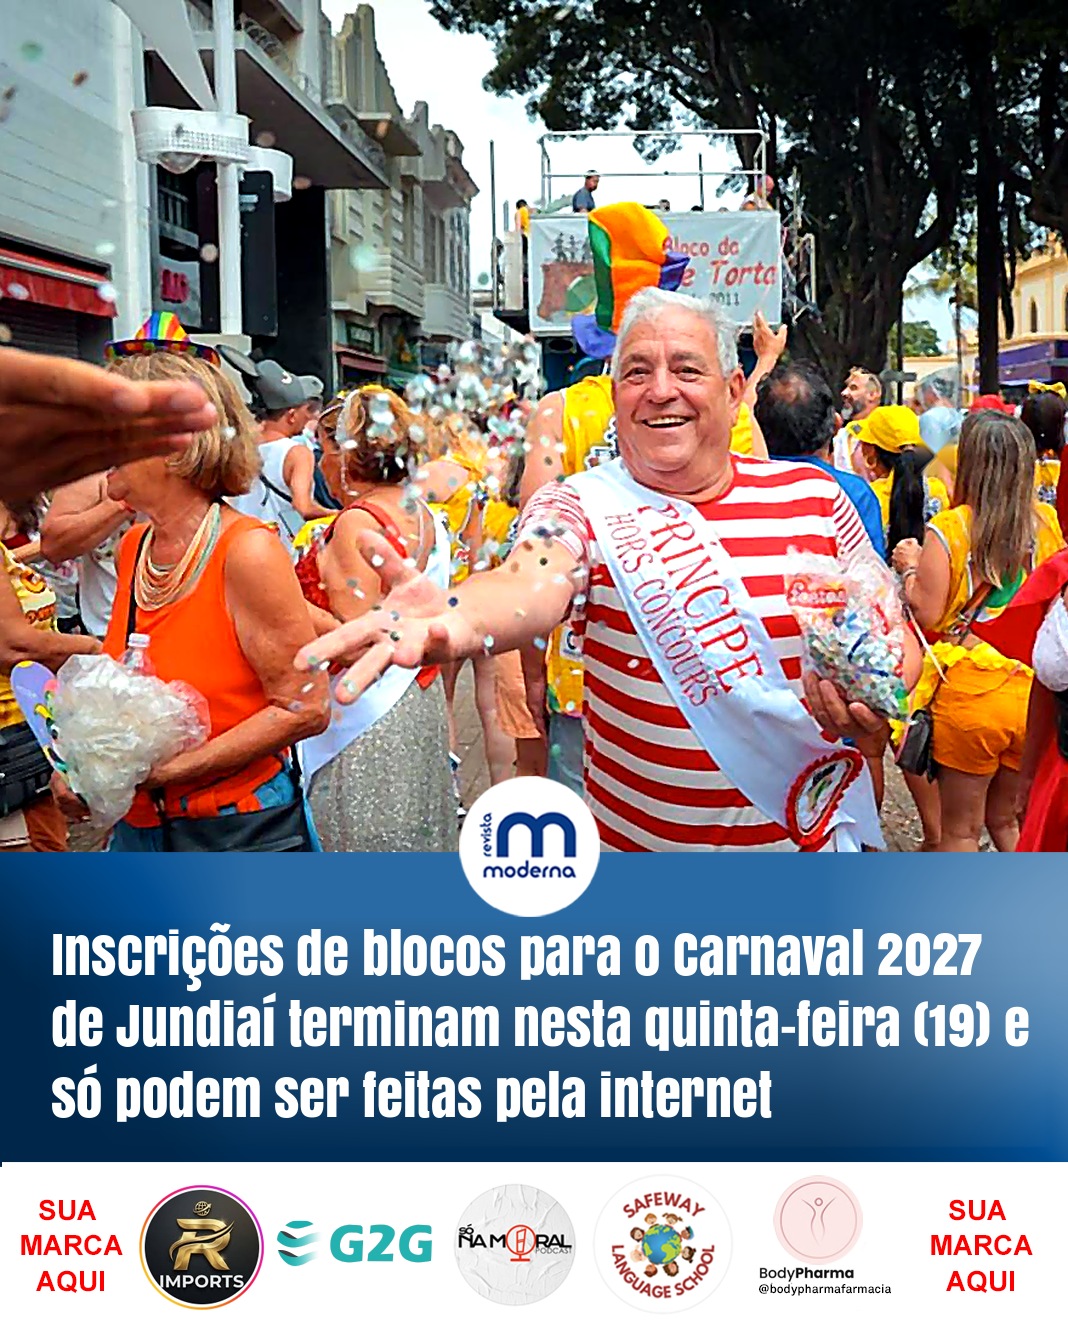 Bloco da
e Torta
2011
PRINCIPE
HORS-CONCOURS
revista
m
moderna
Inscrições de blocos para o Carnaval 2027
de Jundiaí terminam nesta quinta-feira (19) e
só podem ser feitas pela internet
SUA
MARCA
AQUI
R
IMPORTS
G2G
SÓ
NA MORAL
PODCAST
SAFEWAY
LANGUAGE SCHOOL
BodyPharma
@bodypharmafarmacia
SUA
MARCA
AQUI